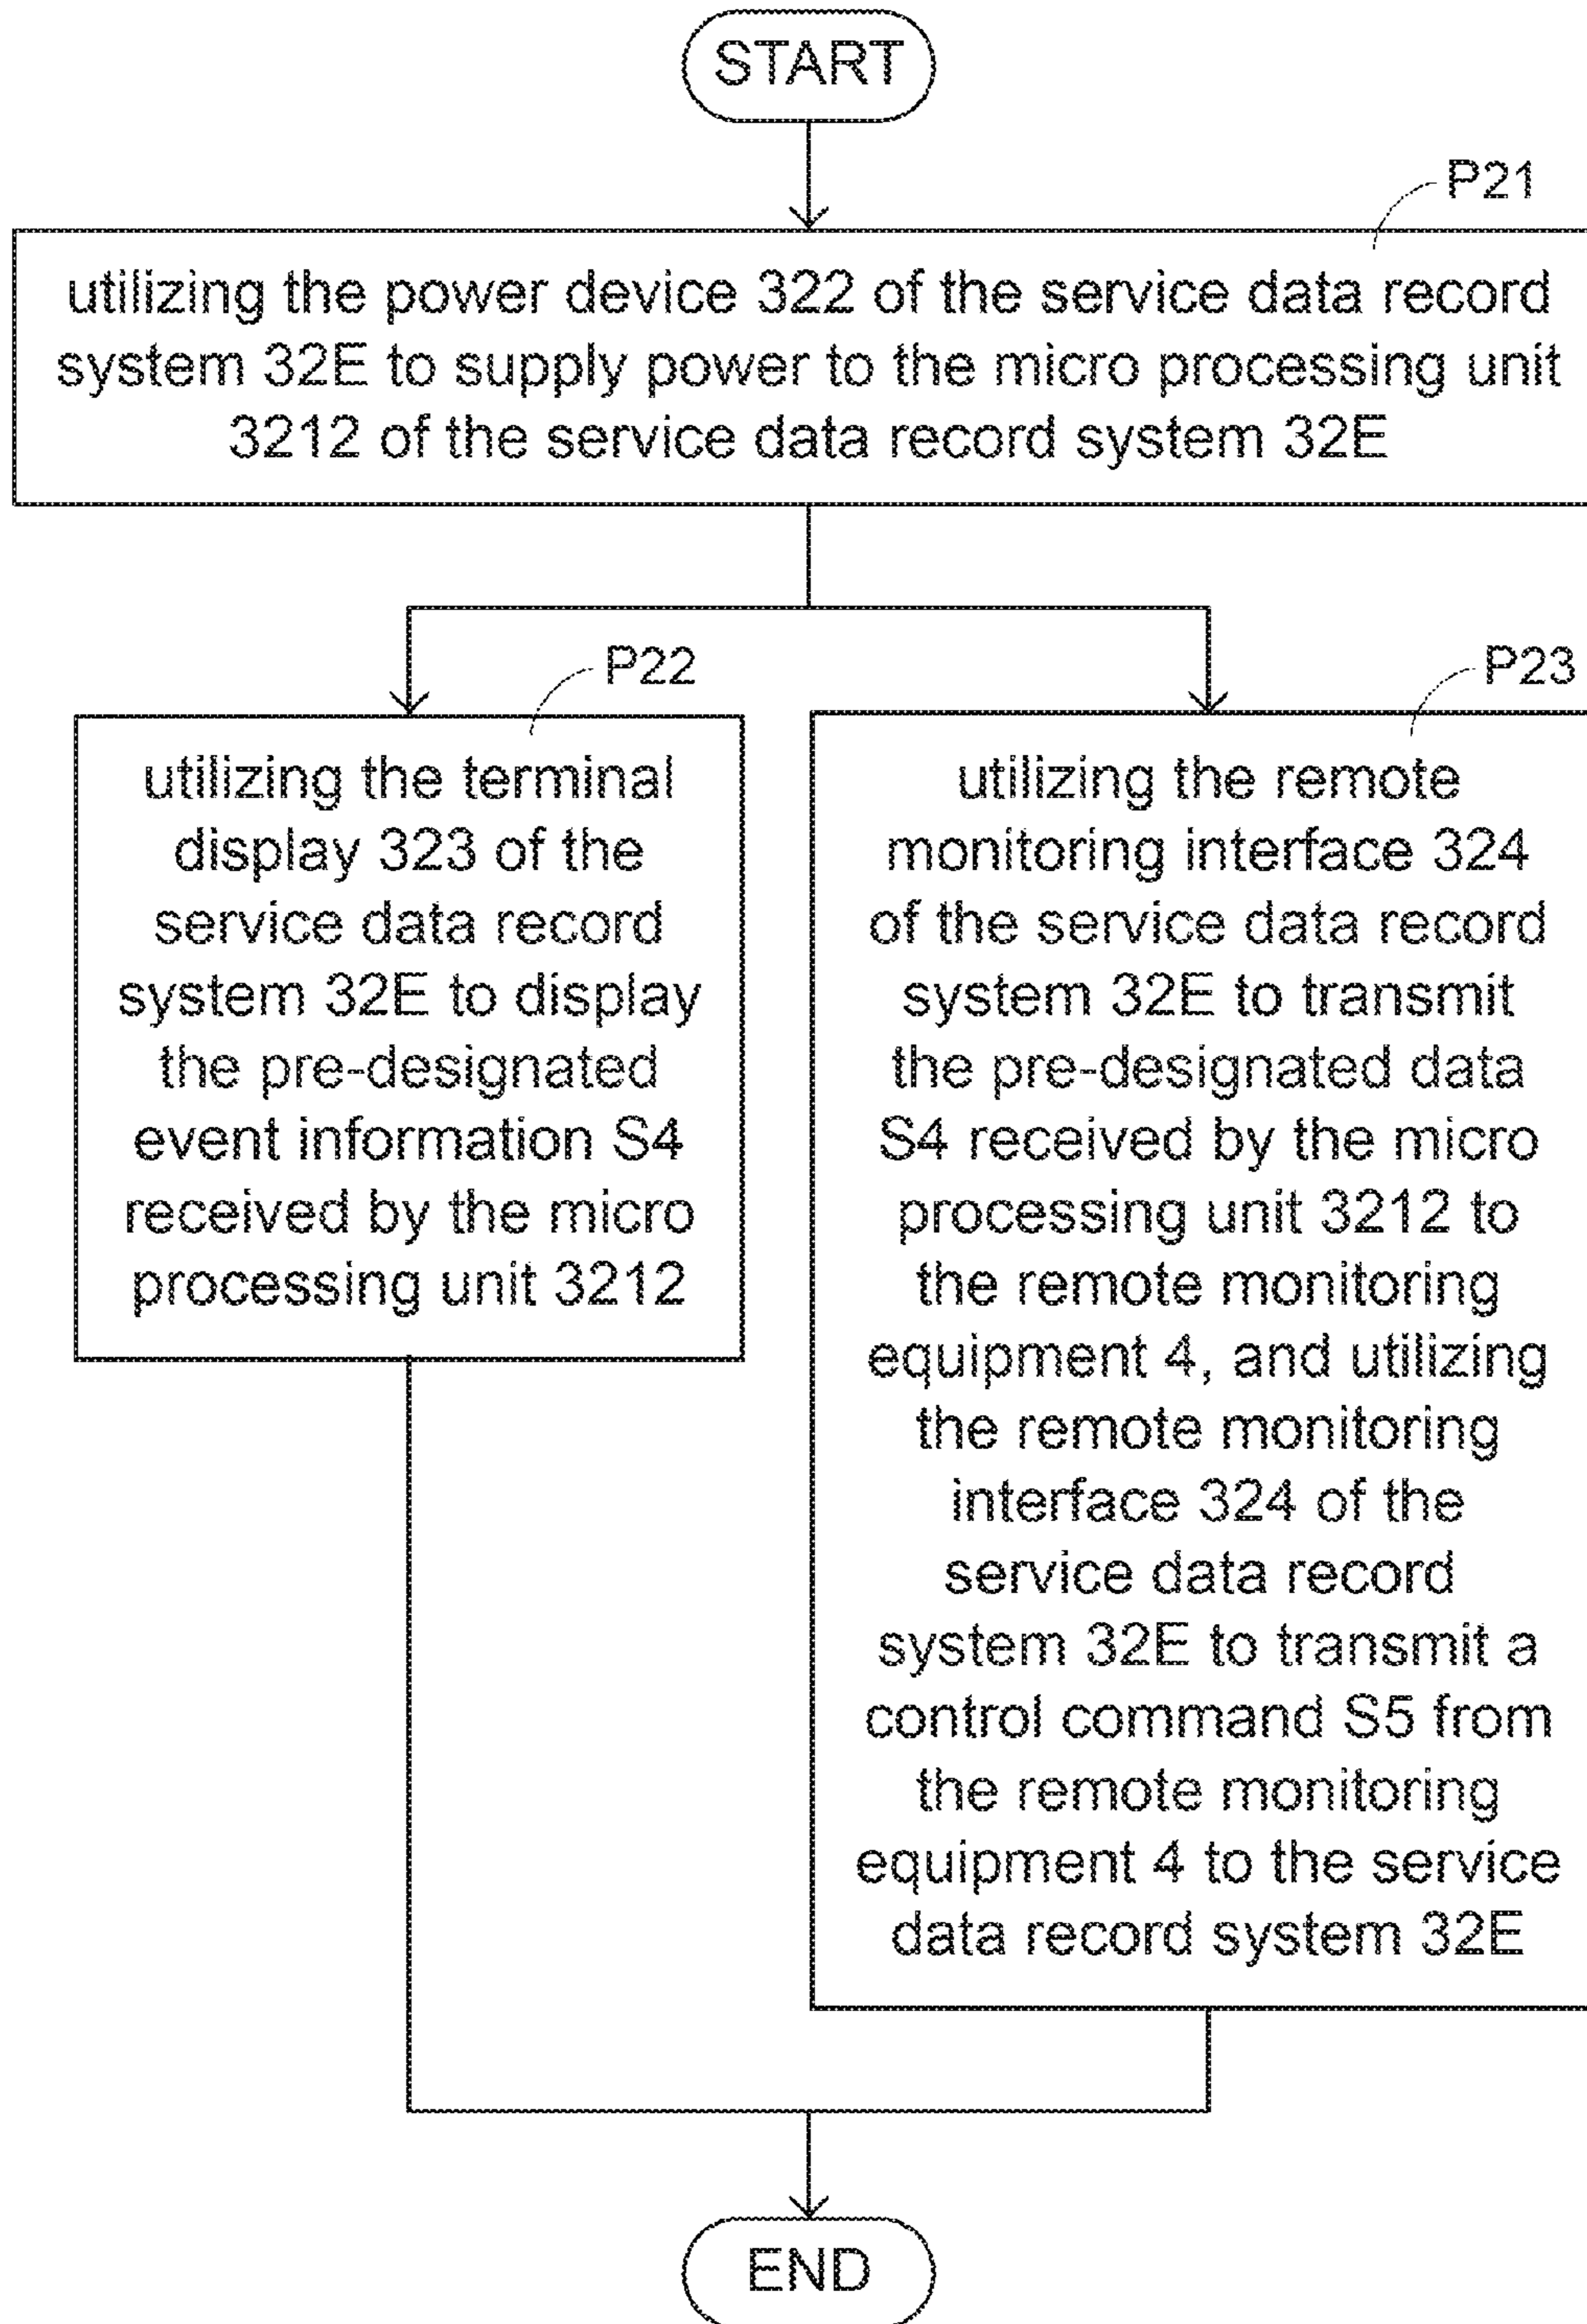 START
P21
utilizing the power device 322 of the service data record
system 32E to supply power to the micro processing unit
3212 of the service data record system 32E
P22
utilizing the terminal
display 323 of the
service data record
system 32E to display
the pre-designated
event information S4
received by the micro
processing unit 3212
P23
utilizing the remote
monitoring interface 324
of the service data record
system 32E to transmit
the pre-designated data
S4 received by the micro
processing unit 3212 to
the remote monitoring
equipment 4, and utilizing
the remote monitoring
interface 324 of the
service data record
system 32E to transmit a
control command S5 from
the remote monitoring
equipment 4 to the service
data record system 32E
END